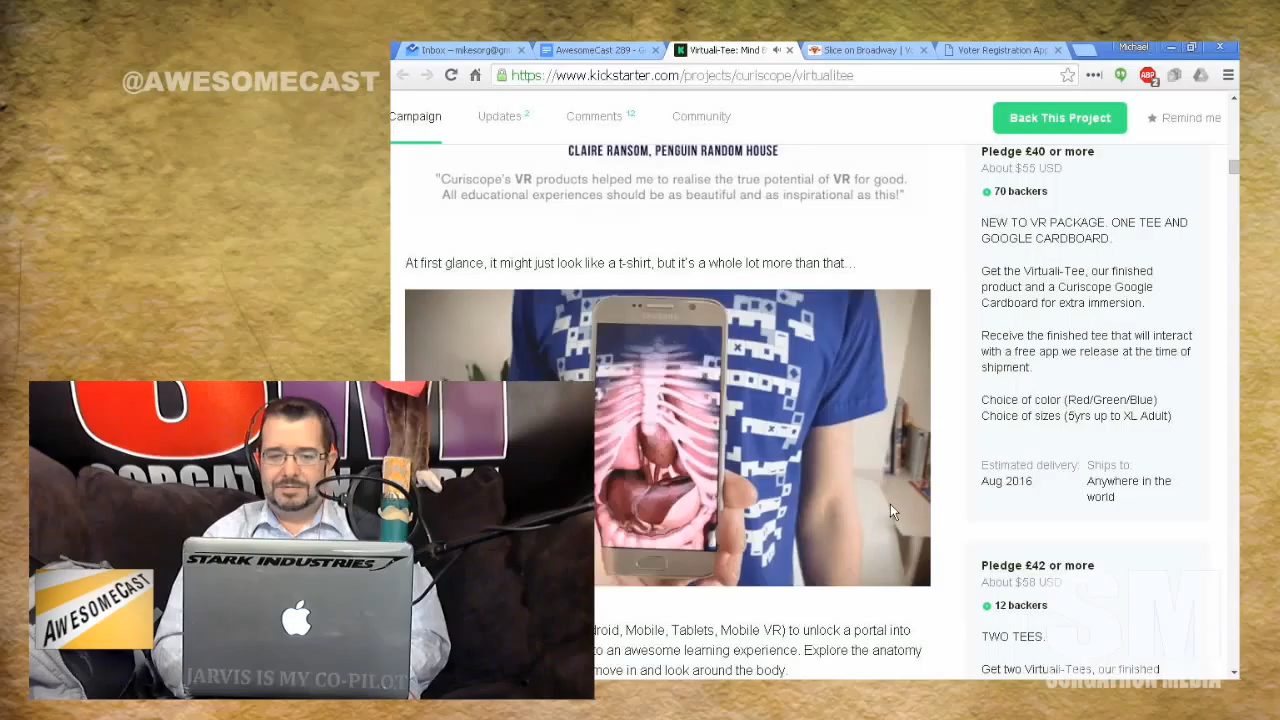 @AWESOMECAST
Inbox – mikesorg@gm
AwesomeCast 289 - G
Virtuali-Tee: Mind B
Slice on Broadway | Vo
Voter Registration App
Michael
https://www.kickstarter.com/projects/curiscope/virtualitee
ABP
2
Campaign
Updates 2
Comments 12
Community
Back This Project
Remind me
CLAIRE RANSOM, PENGUIN RANDOM HOUSE
"Curiscope's VR products helped me to realise the true potential of VR for good.
All educational experiences should be as beautiful and as inspirational as this!"
At first glance, it might just look like a t-shirt, but it's a whole lot more than that...
SAMSUNG
droid, Mobile, Tablets, Mobile VR) to unlock a portal into
to an awesome learning experience. Explore the anatomy
move in and look around the body.
Pledge £40 or more
About $55 USD
70 backers
NEW TO VR PACKAGE. ONE TEE AND
GOOGLE CARDBOARD.
Get the Virtuali-Tee, our finished
product and a Curiscope Google
Cardboard for extra immersion.
Receive the finished tee that will interact
with a free app we release at the time of
shipment.
Choice of color (Red/Green/Blue)
Choice of sizes (5yrs up to XL Adult)
Estimated delivery:
Aug 2016
Ships to:
Anywhere in the
world
Pledge £42 or more
About $58 USD
12 backers
TWO TEES.
Get two Virtuali-Tees, our finished
SM
SORGATRON MEDIA
STARK INDUSTRIES
JARVIS IS MY CO-PILOT
AWESOMECAST